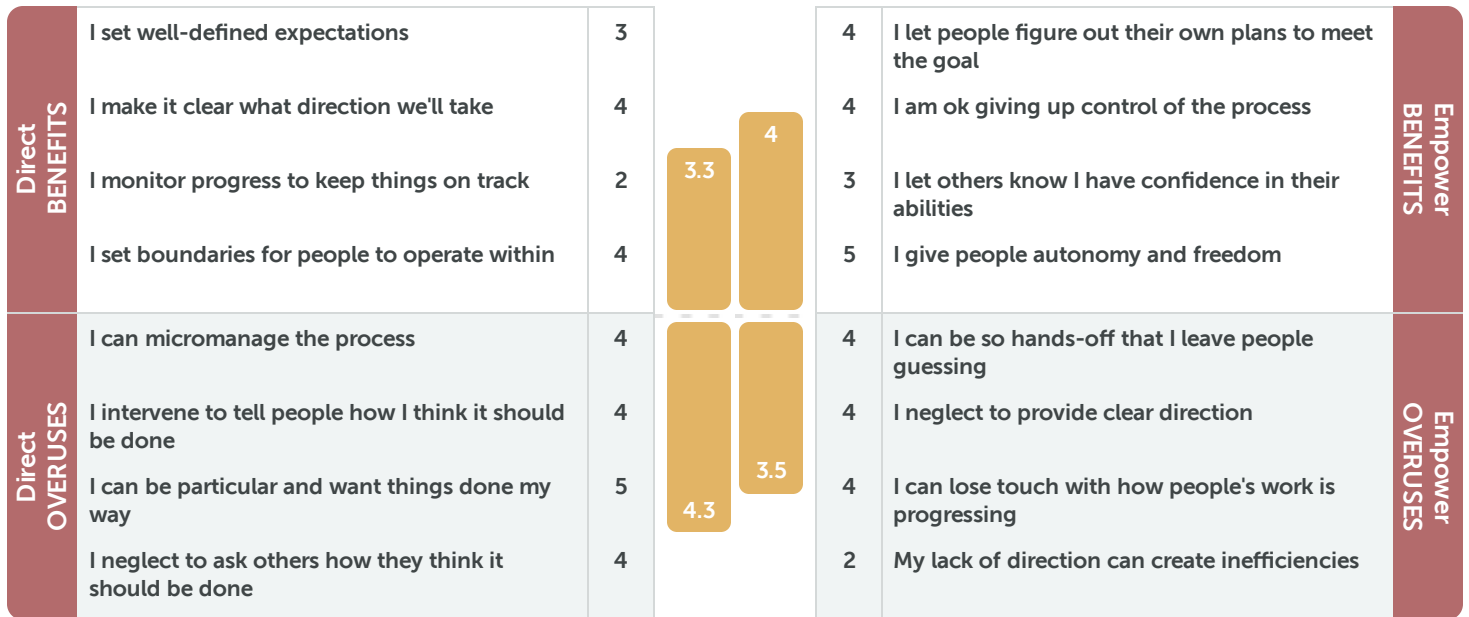 Direct
BENEFITS
I set well-defined expectations
3
I make it clear what direction we'll take
4
I monitor progress to keep things on track
2
I set boundaries for people to operate within
4
3.3
4
4
I let people figure out their own plans to meet
the goal
4
I am ok giving up control of the process
3
I let others know I have confidence in their
abilities
5
I give people autonomy and freedom
Empower
BENEFITS
Direct
OVERUSES
I can micromanage the process
4
I intervene to tell people how I think it should
be done
4
I can be particular and want things done my
way
5
I neglect to ask others how they think it
should be done
4
4.3
3.5
4
I can be so hands-off that I leave people
guessing
4
I neglect to provide clear direction
4
I can lose touch with how people's work is
progressing
2
My lack of direction can create inefficiencies
Empower
OVERUSES